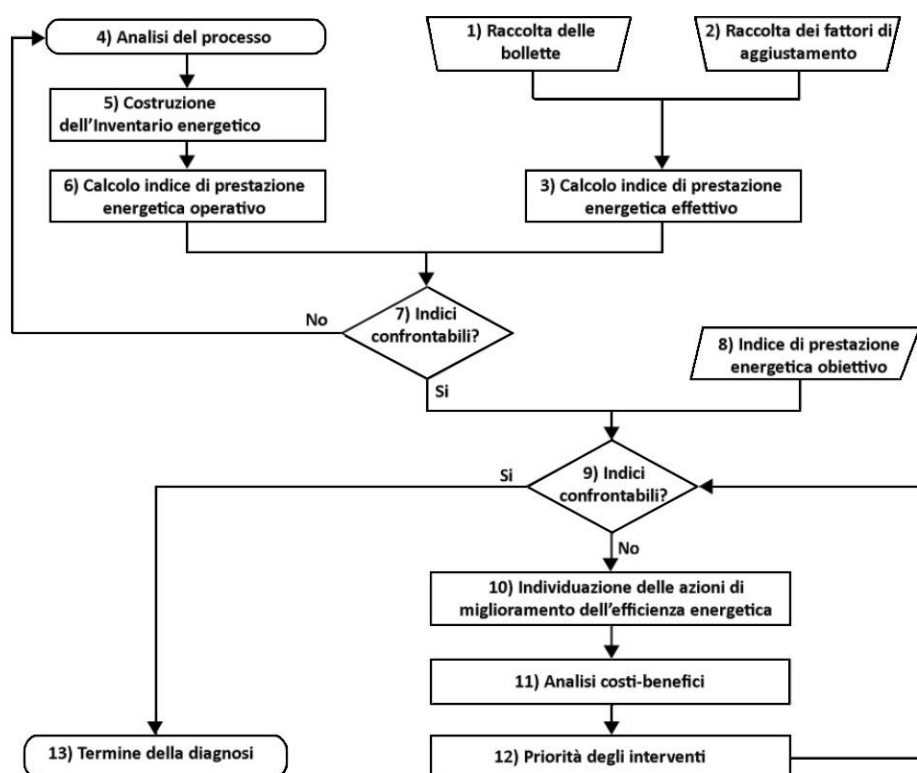 4) Analisi del processo
1) Raccolta delle
bollette
2) Raccolta dei fattori di
aggiustamento
5) Costruzione
dell'Inventario energetico
6) Calcolo indice di prestazione
energetica operativo
3) Calcolo indice di prestazione
energetica effettivo
7) Indici
confrontabili?
No
Si
8) Indice di prestazione
energetica obiettivo
9) Indici
confrontabili?
Si
No
10) Individuazione delle azioni di
miglioramento dell'efficienza energetica
11) Analisi costi-benefici
12) Priorità degli interventi
13) Termine della diagnosi